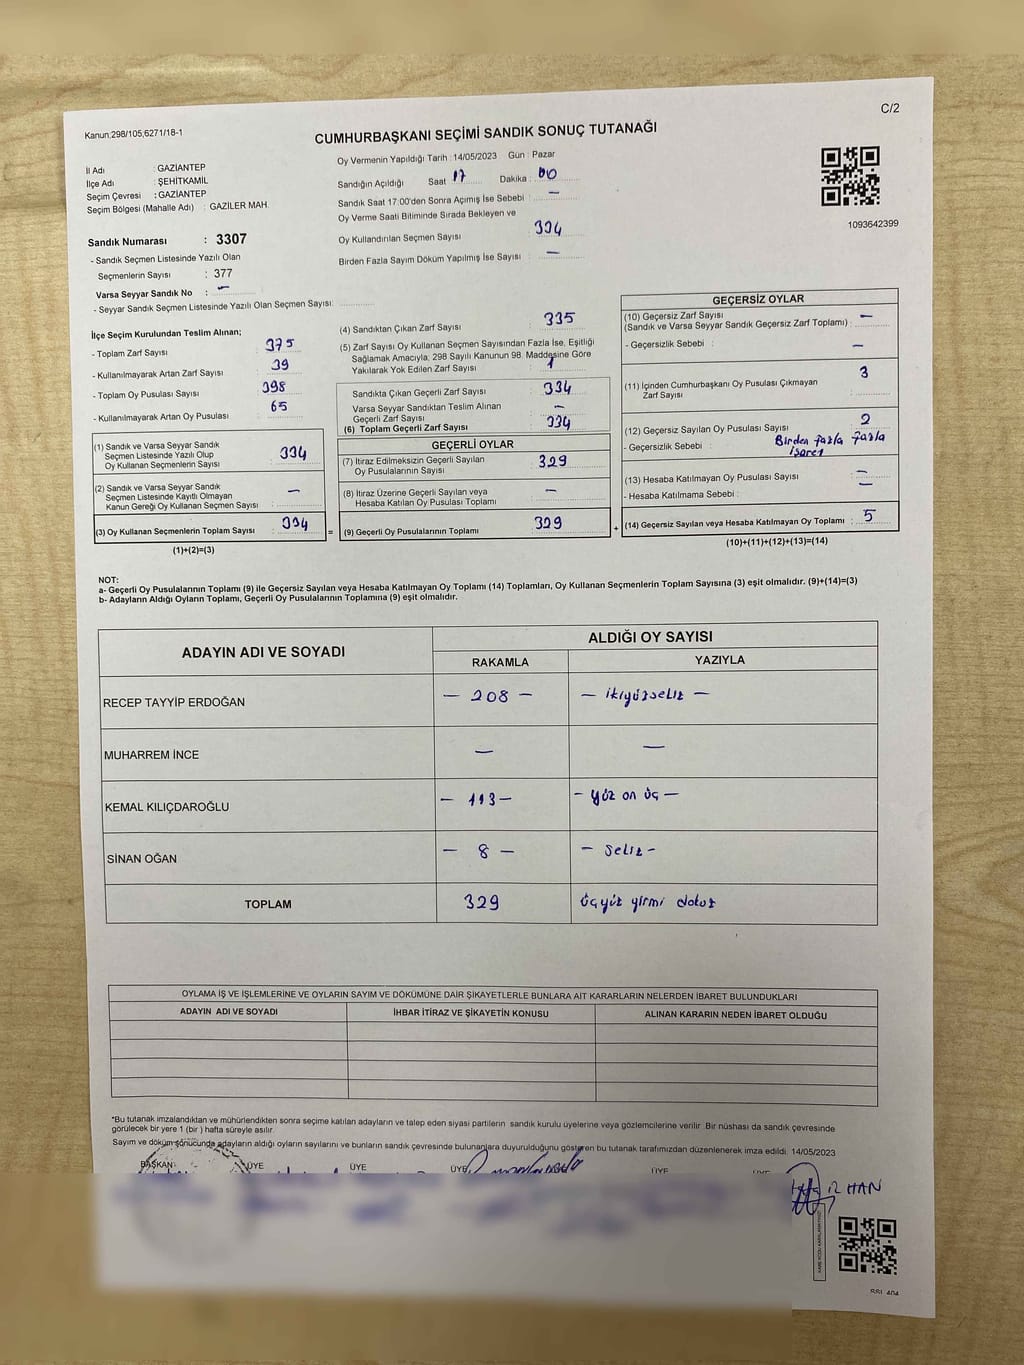 C/2
Kanun;298/105;6271/18-1
CUMHURBAŞKANI SEÇİMİ SANDIK SONUÇ TUTANAĞI
İl Adı : GAZİANTEP
İlçe Adı : ŞEHİTKAMİL
Seçim Çevresi : GAZİANTEP
Seçim Bölgesi (Mahalle Adı) : GAZİLER MAH.
Sandık Numarası : 3307
- Sandık Seçmen Listesinde Yazılı Olan
Seçmenlerin Sayısı : 377
Varsa Seyyar Sandık No : -
- Seyyar Sandık Seçmen Listesinde Yazılı Olan Seçmen Sayısı:
Oy Vermenin Yapıldığı Tarih : 14/05/2023 Gün : Pazar
Sandığın Açıldığı Saat : 17 Dakika : 00
Sandık Saat 17:00'den Sonra Açımış İse Sebebi : -
Oy Verme Saati Bitiminde Sırada Bekleyen ve
Oy Kullandırılan Seçmen Sayısı : 334
Birden Fazla Sayım Döküm Yapılmış İse Sayısı : -
1093642399
İlçe Seçim Kurulundan Teslim Alınan;
- Toplam Zarf Sayısı : 375
- Kullanılmayarak Artan Zarf Sayısı : 39
- Toplam Oy Pusulası Sayısı : 398
- Kullanılmayarak Artan Oy Pusulası : 65
(1) Sandık ve Varsa Seyyar Sandık
Seçmen Listesinde Yazılı Olup
Oy Kullanan Seçmenlerin Sayısı : 334
(2) Sandık ve Varsa Seyyar Sandık
Seçmen Listesinde Kayıtlı Olmayan
Kanun Gereği Oy Kullanan Seçmen Sayısı : -
(3) Oy Kullanan Seçmenlerin Toplam Sayısı : 334
(1)+(2)=(3)
(4) Sandıktan Çıkan Zarf Sayısı : 335
(5) Zarf Sayısı Oy Kullanan Seçmen Sayısından Fazla İse, Eşitliği
Sağlamak Amacıyla; 298 Sayılı Kanunun 98. Maddesine Göre
Yakılarak Yok Edilen Zarf Sayısı : 1
Sandıkta Çıkan Geçerli Zarf Sayısı : 334
Varsa Seyyar Sandıktan Teslim Alınan
Geçerli Zarf Sayısı : -
(6) Toplam Geçerli Zarf Sayısı : 334
GEÇERLİ OYLAR
(7) İtiraz Edilmeksizin Geçerli Sayılan
Oy Pusulalarının Sayısı : 329
(8) İtiraz Üzerine Geçerli Sayılan veya
Hesaba Katılan Oy Pusulası Toplamı : -
= (9) Geçerli Oy Pusulalarının Toplamı : 329
GEÇERSİZ OYLAR
(10) Geçersiz Zarf Sayısı
(Sandık ve Varsa Seyyar Sandık Geçersiz Zarf Toplamı) : -
- Geçersizlik Sebebi : -
(11) İçinden Cumhurbaşkanı Oy Pusulası Çıkmayan
Zarf Sayısı : 3
(12) Geçersiz Sayılan Oy Pusulası Sayısı : 2
- Geçersizlik Sebebi : Birden fazla fazla
işaret
(13) Hesaba Katılmayan Oy Pusulası Sayısı : -
- Hesaba Katılmama Sebebi : -
+ (14) Geçersiz Sayılan veya Hesaba Katılmayan Oy Toplamı : 5
(10)+(11)+(12)+(13)=(14)
NOT:
a- Geçerli Oy Pusulalarının Toplamı (9) ile Geçersiz Sayılan veya Hesaba Katılmayan Oy Toplamı (14) Toplamları, Oy Kullanan Seçmenlerin Toplam Sayısına (3) eşit olmalıdır. (9)+(14)=(3)
b- Adayların Aldığı Oyların Toplamı, Geçerli Oy Pusulalarının Toplamına (9) eşit olmalıdır.
ADAYIN ADI VE SOYADI ALDIĞI OY SAYISI
RAKAMLA YAZIYLA
RECEP TAYYİP ERDOĞAN - 208 - - ikiyüzsekiz -
MUHARREM İNCE - -
KEMAL KILIÇDAROĞLU - 113 - - yüz on üç -
SİNAN OĞAN - 8 - - sekiz -
TOPLAM 329 üçyüz yirmi dokuz
OYLAMA İŞ VE İŞLEMLERİNE VE OYLARIN SAYIM VE DÖKÜMÜNE DAİR ŞİKAYETLERLE BUNLARA AİT KARARLARIN NELERDEN İBARET BULUNDUKLARI
ADAYIN ADI VE SOYADI İHBAR İTİRAZ VE ŞİKAYETİN KONUSU ALINAN KARARIN NEDEN İBARET OLDUĞU
*Bu tutanak imzalandıktan ve mühürlendikten sonra seçime katılan adayların ve talep eden siyasi partilerin sandık kurulu üyelerine veya gözlemcilerine verilir. Bir nüshası da sandık çevresinde
görülecek bir yere 1 (bir ) hafta süreyle asılır.
Sayım ve döküm sonucunda adayların aldığı oyların sayılarını ve bunların sandık çevresinde bulunanlara duyurulduğunu gösteren bu tutanak tarafımızdan düzenlenerek imza edildi. 14/05/2023
BAŞKAN ÜYE ÜYE ÜYE ÜYE ÜYE
HAN